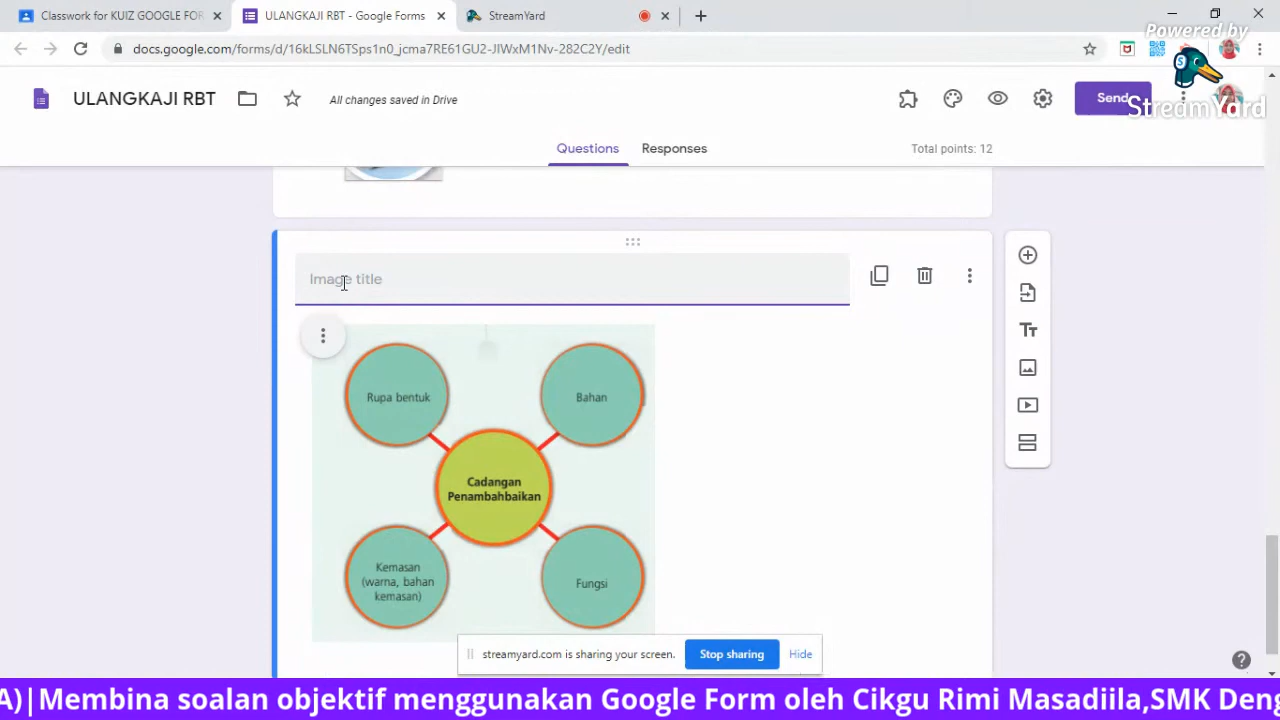 Classwork for KUIZ GOOGLE FOR
ULANGKAJI RBT - Google Forms
StreamYard
docs.google.com/forms/d/16kLSLN6TSps1n0_jcma7RE61GU2-JIWxM1Nv-282C2Y/edit
Powered by
StreamYard
ULANGKAJI RBT
All changes saved in Drive
Send
Questions
Responses
Total points: 12
Image title
Rupa bentuk
Bahan
Cadangan
Penambahbaikan
Kemasan
(warna, bahan
kemasan)
Fungsi
streamyard.com is sharing your screen.
Stop sharing
Hide
A)|Membina soalan objektif menggunakan Google Form oleh Cikgu Rimi Masadiila,SMK Deng